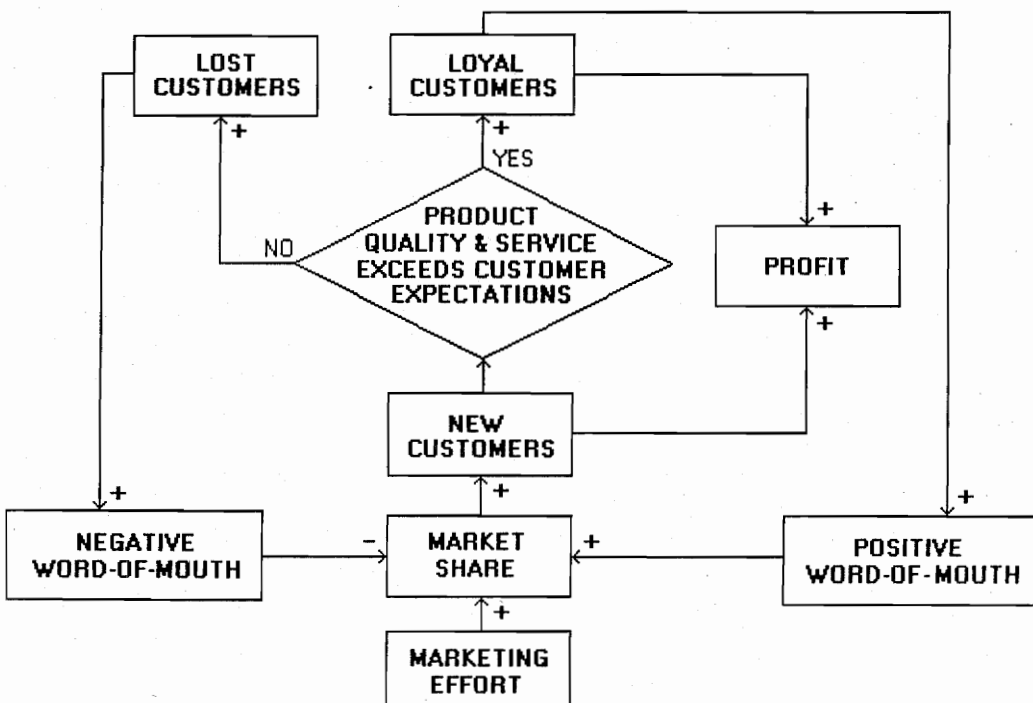 LOST
CUSTOMERS
+
LOYAL
CUSTOMERS
+
YES
NO
PRODUCT
QUALITY & SERVICE
EXCEEDS CUSTOMER
EXPECTATIONS
+
PROFIT
+
NEW
CUSTOMERS
+
+
NEGATIVE
WORD-OF-MOUTH
-
MARKET
SHARE
+
+
POSITIVE
WORD-OF-MOUTH
+
MARKETING
EFFORT